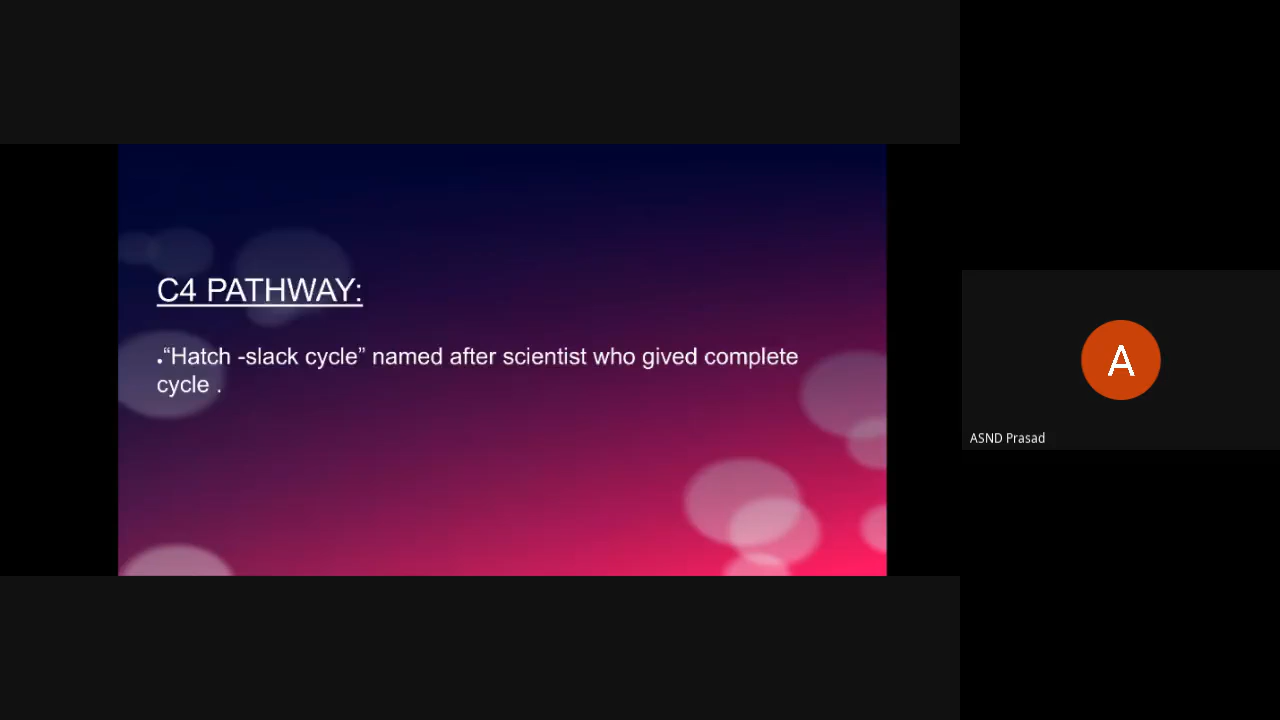 C4 PATHWAY:
•“Hatch -slack cycle” named after scientist who gived complete
cycle .
A
ASND Prasad